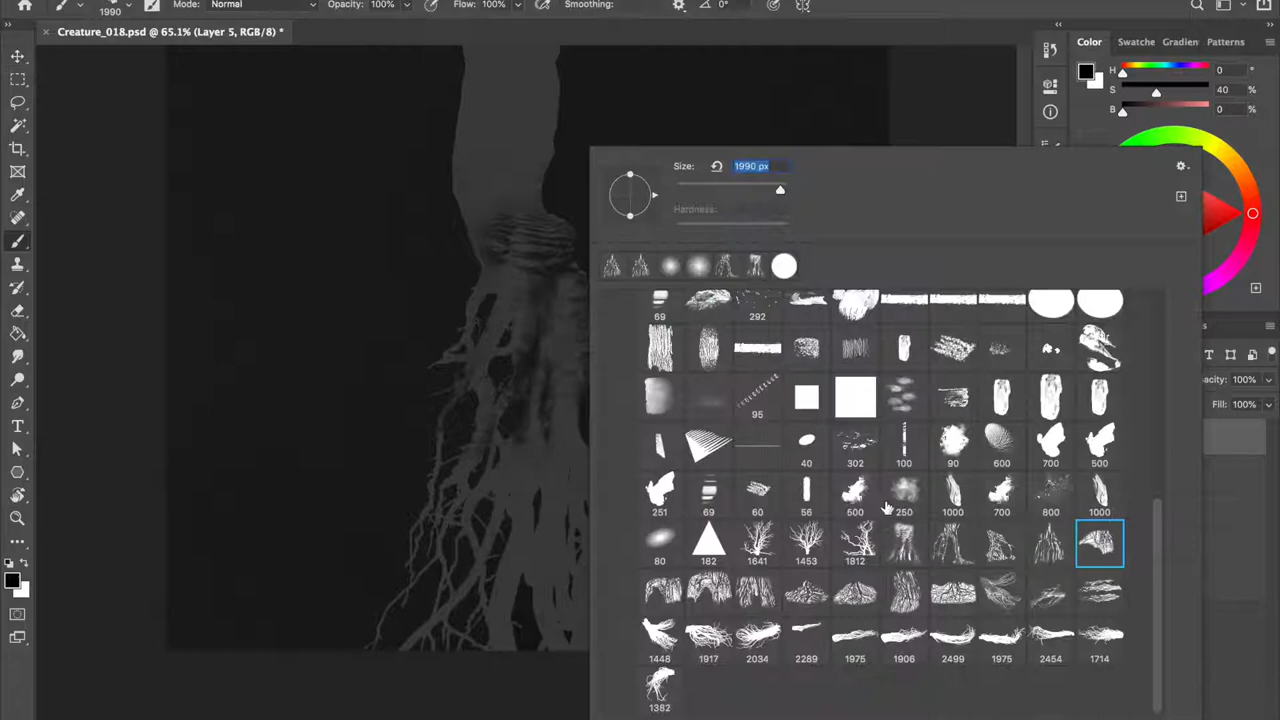 1990
Mode: Normal
Opacity: 100%
Flow: 100%
Smoothing:
0°
Creature_018.psd @ 65.1% (Layer 5, RGB/8) *
Color
Swatche
Gradien
Patterns
H
0
°
S
40
%
B
0
%
Size:
1990 px
Hardness:
69
292
95
40
302
100
90
600
700
500
251
69
60
56
500
250
1000
700
800
1000
80
182
1641
1453
1812
1448
1917
2034
2289
1975
1906
2499
1975
2454
1714
1382
T
pacity: 100%
Fill: 100%